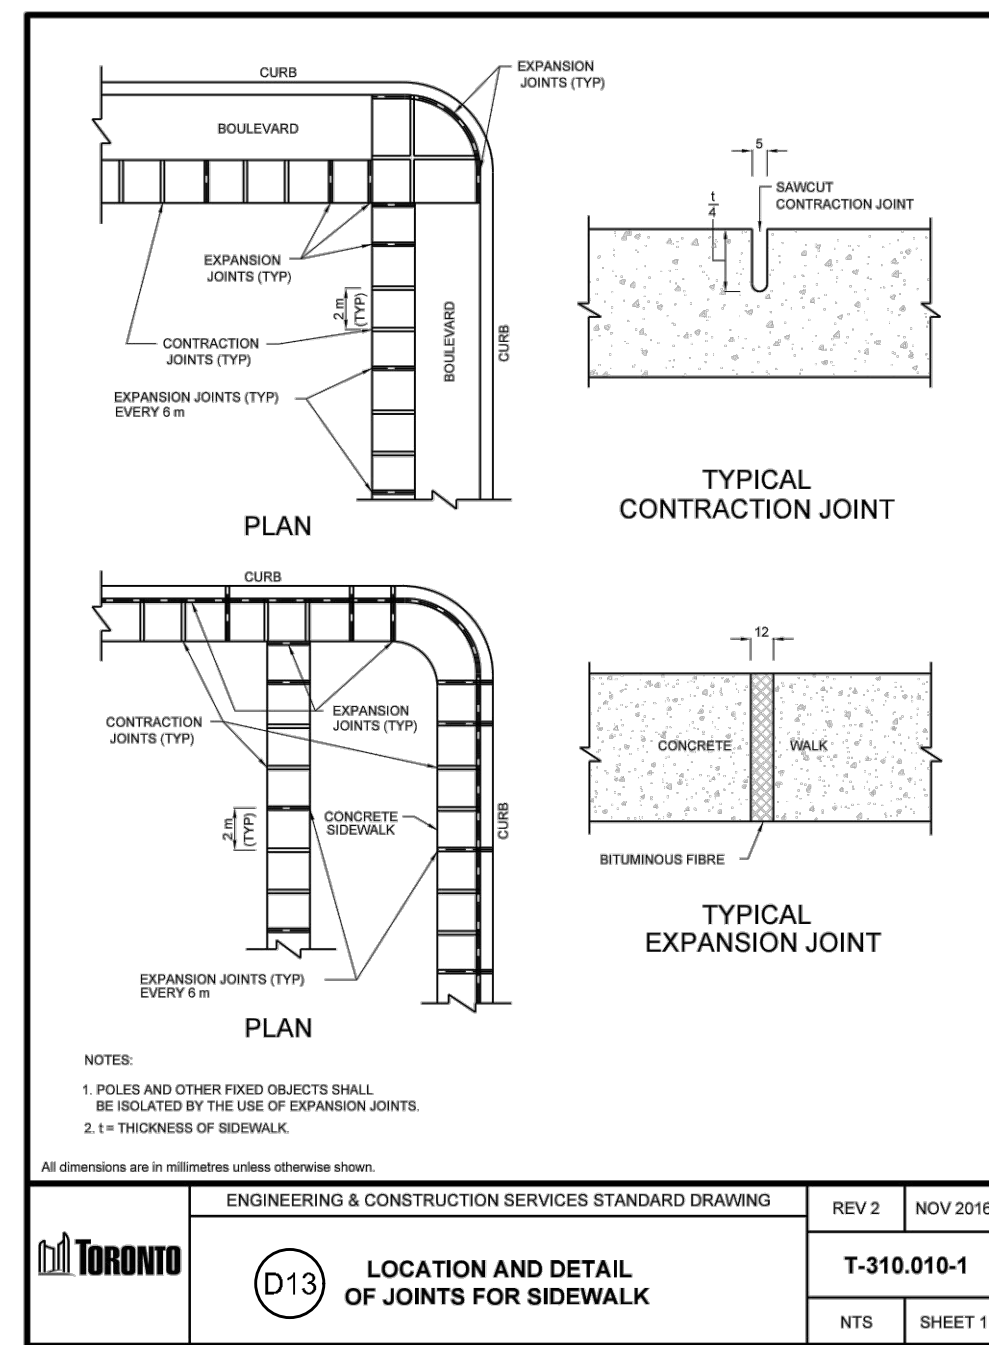 CURB
EXPANSION
JOINTS (TYP)
BOULEVARD
EXPANSION
JOINTS (TYP)
2 m
(TYP)
BOULEVARD
CURB
CONTRACTION
JOINTS (TYP)
EXPANSION JOINTS (TYP)
EVERY 6 m
PLAN
5
t
4
SAWCUT
CONTRACTION JOINT
TYPICAL
CONTRACTION JOINT
CURB
CONTRACTION
JOINTS (TYP)
EXPANSION
JOINTS (TYP)
2 m
(TYP)
CONCRETE
SIDEWALK
CURB
EXPANSION JOINTS (TYP)
EVERY 6 m
PLAN
12
CONCRETE WALK
BITUMINOUS FIBRE
TYPICAL
EXPANSION JOINT
NOTES:
1. POLES AND OTHER FIXED OBJECTS SHALL
BE ISOLATED BY THE USE OF EXPANSION JOINTS.
2. t = THICKNESS OF SIDEWALK.
All dimensions are in millimetres unless otherwise shown.
TORONTO
ENGINEERING & CONSTRUCTION SERVICES STANDARD DRAWING
D13
LOCATION AND DETAIL
OF JOINTS FOR SIDEWALK
REV 2 NOV 2016
T-310.010-1
NTS SHEET 1